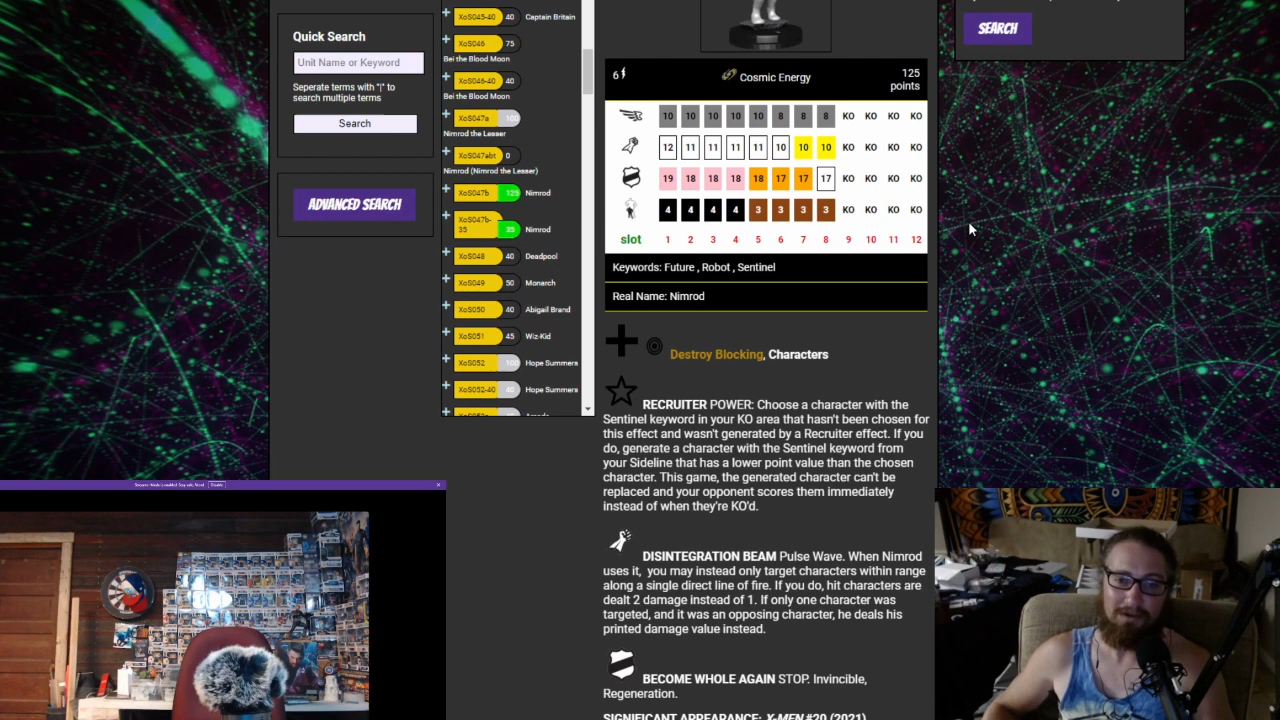 Quick Search
Unit Name or Keyword
Seperate terms with "|" to
search multiple terms
Search
ADVANCED SEARCH
XoS045-40 40 Captain Britain
XoS046 75
Bei the Blood Moon
XoS046-40 40
Bei the Blood Moon
XoS047a 100
Nimrod the Lesser
XoS047abt 0
Nimrod (Nimrod the Lesser)
XoS047b 125 Nimrod
XoS047b-
35 35 Nimrod
XoS048 40 Deadpool
XoS049 50 Monarch
XoS050 40 Abigail Brand
XoS051 45 Wiz-Kid
XoS052 100 Hope Summers
XoS052-40 40 Hope Summers
6 Cosmic Energy 125
points
10 10 10 10 10 8 8 8 KO KO KO KO
12 11 11 11 11 10 10 10 KO KO KO KO
19 18 18 18 18 17 17 17 KO KO KO KO
4 4 4 4 3 3 3 3 KO KO KO KO
slot 1 2 3 4 5 6 7 8 9 10 11 12
Keywords: Future , Robot , Sentinel
Real Name: Nimrod
Destroy Blocking, Characters
RECRUITER POWER: Choose a character with the
Sentinel keyword in your KO area that hasn't been chosen for
this effect and wasn't generated by a Recruiter effect. If you
do, generate a character with the Sentinel keyword from
your Sideline that has a lower point value than the chosen
character. This game, the generated character can't be
replaced and your opponent scores them immediately
instead of when they're KO'd.
DISINTEGRATION BEAM Pulse Wave. When Nimrod
uses it, you may instead only target characters within range
along a single direct line of fire. If you do, hit characters are
dealt 2 damage instead of 1. If only one character was
targeted, and it was an opposing character, he deals his
printed damage value instead.
BECOME WHOLE AGAIN STOP. Invincible,
Regeneration.
SIGNIFICANT APPEARANCE: X-MEN #20 (2021)
SEARCH